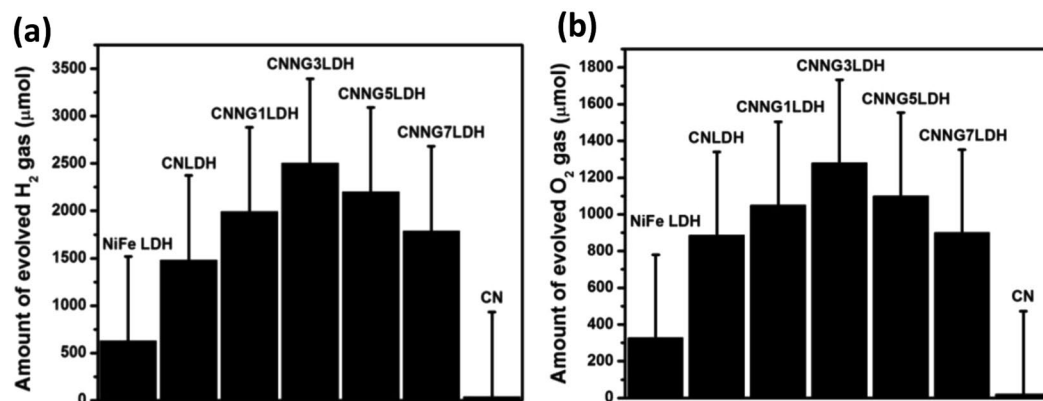 (a)
Amount of evolved H₂ gas (μmol)
3500
3000
2500
2000
1500
1000
500
0
NiFe LDH
CNLDH
CNNG1LDH
CNNG3LDH
CNNG5LDH
CNNG7LDH
CN
(b)
Amount of evolved O₂ gas (μmol)
1800
1600
1400
1200
1000
800
600
400
200
0
NiFe LDH
CNLDH
CNNG1LDH
CNNG3LDH
CNNG5LDH
CNNG7LDH
CN